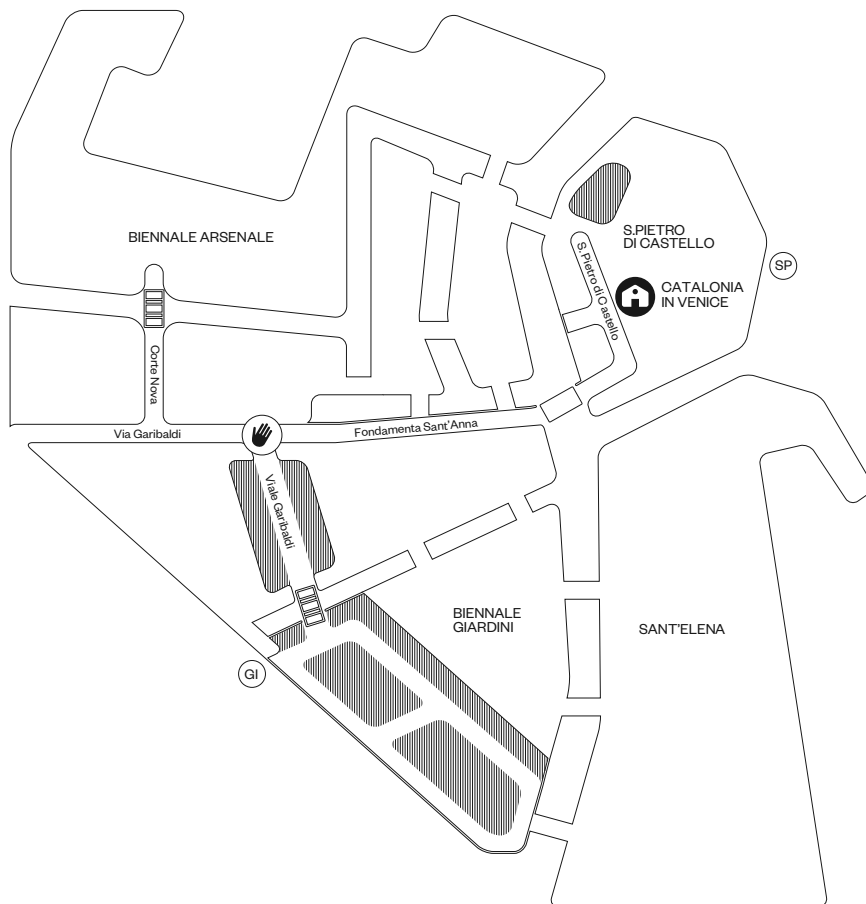 BIENNALE ARSENALE
S.PIETRO
DI CASTELLO
SP
S.Pietro di Castello
CATALONIA
IN VENICE
Corte Nova
Via Garibaldi
Fondamenta Sant'Anna
Viale Garibaldi
BIENNALE
GIARDINI
SANT'ELENA
GI